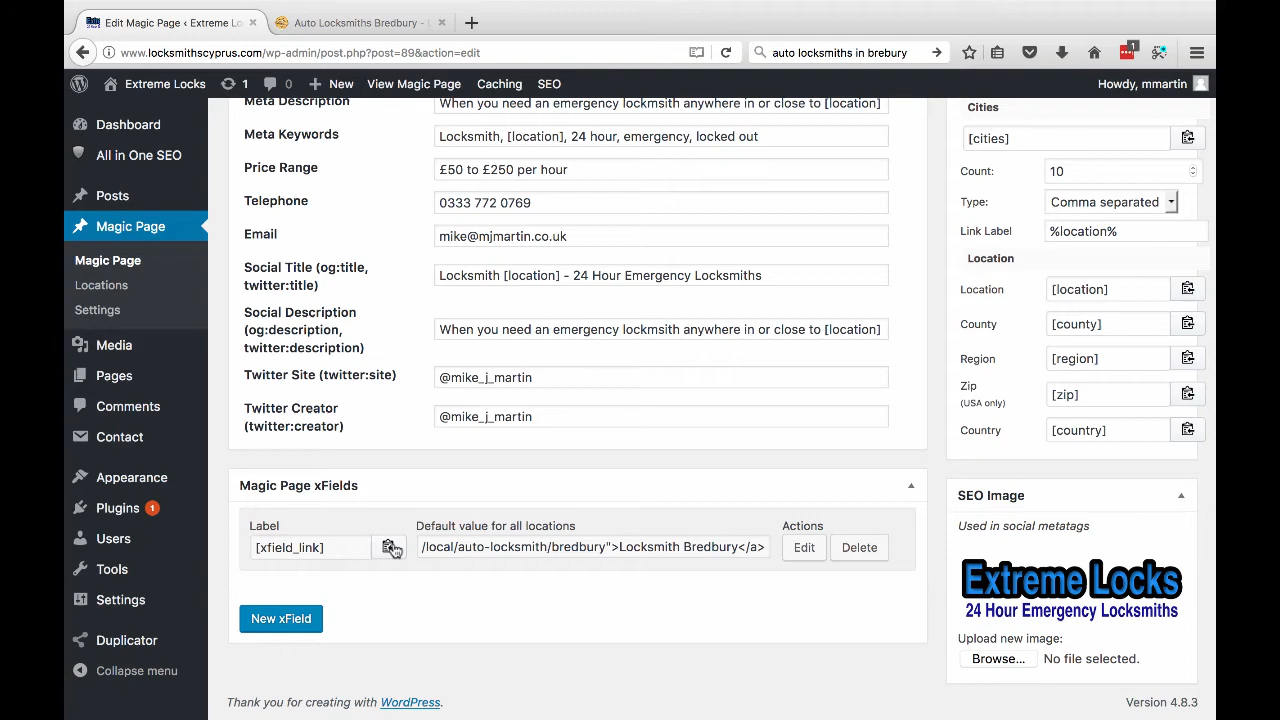 Edit Magic Page ‹ Extreme Lo
Auto Locksmiths Bredbury -
www.locksmithscyprus.com/wp-admin/post.php?post=89&action=edit
auto locksmiths in brebury
1
Extreme Locks
1
0
New
View Magic Page
Caching
SEO
Howdy, mmartin
Dashboard
All in One SEO
Posts
Magic Page
Magic Page
Locations
Settings
Media
Pages
Comments
Contact
Appearance
Plugins 1
Users
Tools
Settings
Duplicator
Collapse menu
Meta Description
When you need an emergency lockmsith anywhere in or close to [location]
Meta Keywords
Locksmith, [location], 24 hour, emergency, locked out
Price Range
£50 to £250 per hour
Telephone
0333 772 0769
Email
mike@mjmartin.co.uk
Social Title (og:title,
twitter:title)
Locksmith [location] - 24 Hour Emergency Locksmiths
Social Description
(og:description,
twitter:description)
When you need an emergency lockmsith anywhere in or close to [location]
Twitter Site (twitter:site)
@mike_j_martin
Twitter Creator
(twitter:creator)
@mike_j_martin
Magic Page xFields
Label
Default value for all locations
Actions
[xfield_link]
/local/auto-locksmith/bredbury">Locksmith Bredbury</a>
Edit
Delete
New xField
Thank you for creating with WordPress.
Version 4.8.3
Cities
[cities]
Count:
10
Type:
Comma separated
Link Label
%location%
Location
Location
[location]
County
[county]
Region
[region]
Zip
(USA only)
[zip]
Country
[country]
SEO Image
Used in social metatags
Extreme Locks
24 Hour Emergency Locksmiths
Upload new image:
Browse...
No file selected.